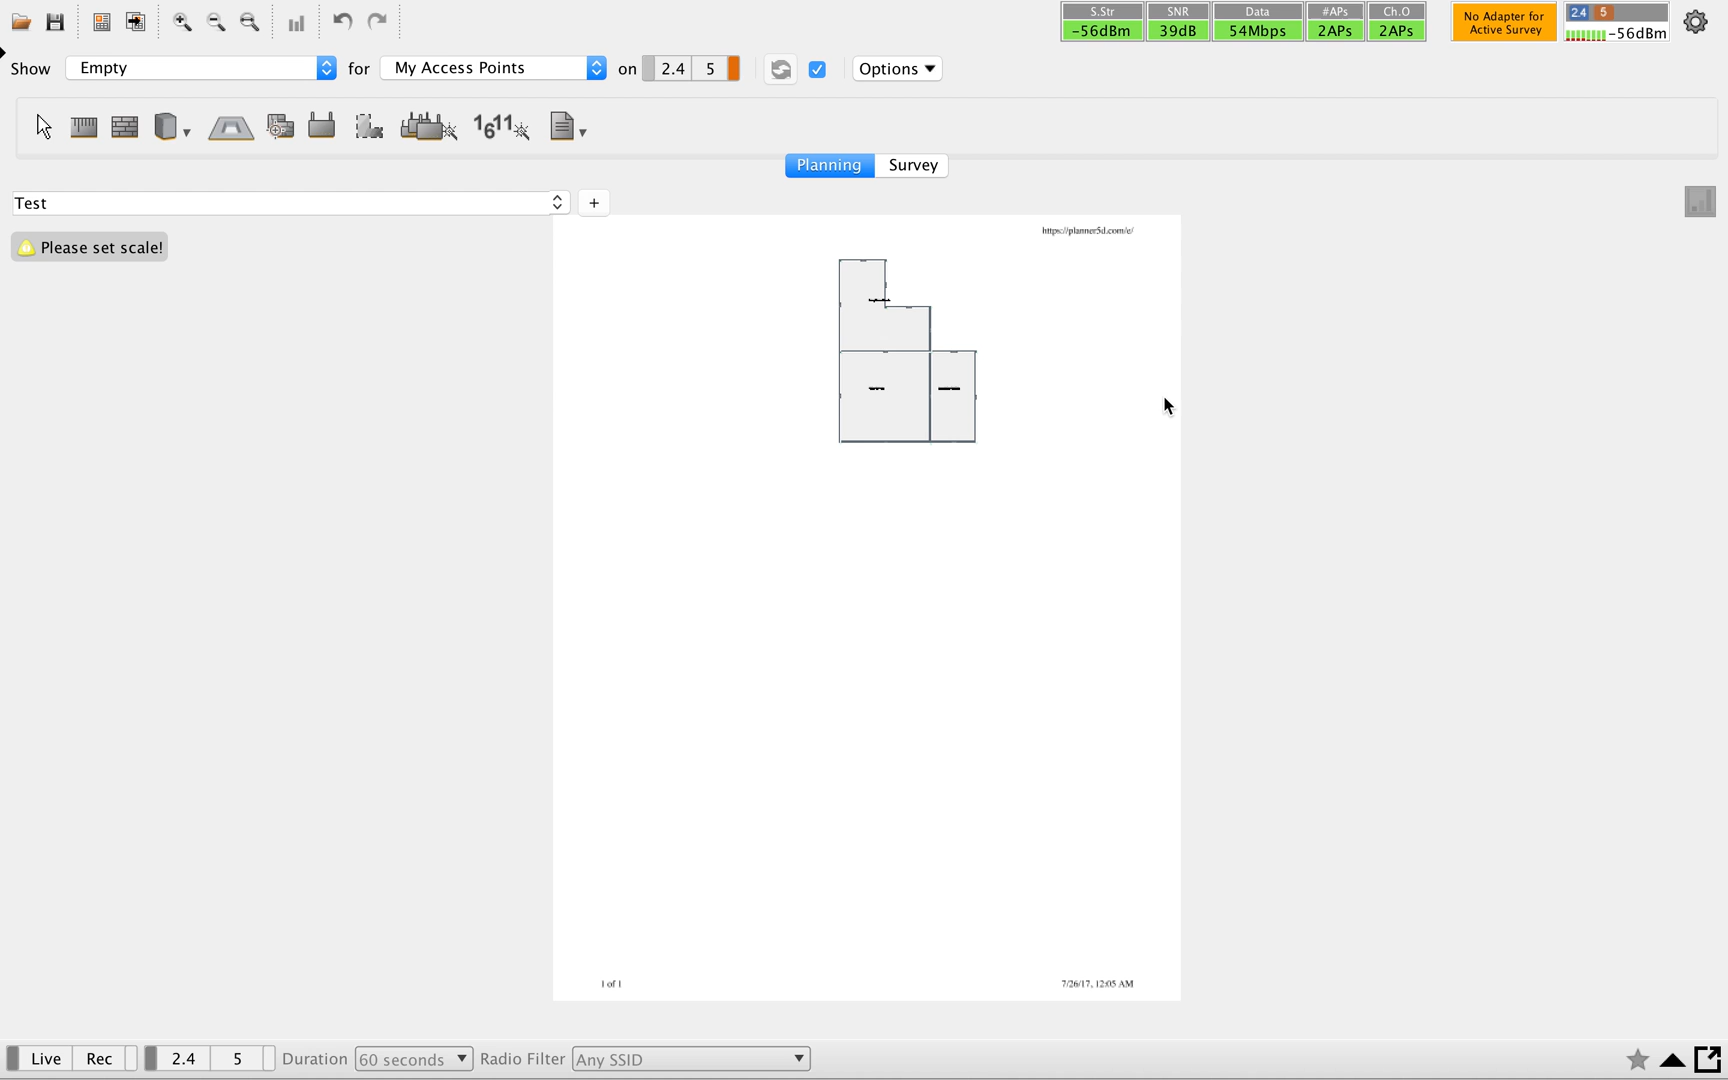 S.Str SNR Data #APs Ch.O
-56dBm 39dB 54Mbps 2APs 2APs
No Adapter for
Active Survey
2.4 5
-56dBm
Show Empty for My Access Points on 2.4 5 Options
1611
Planning Survey
Test +
Please set scale!
https://planner5d.com/e/
1 of 1 7/26/17, 12:05 AM
Live Rec 2.4 5 Duration 60 seconds Radio Filter Any SSID